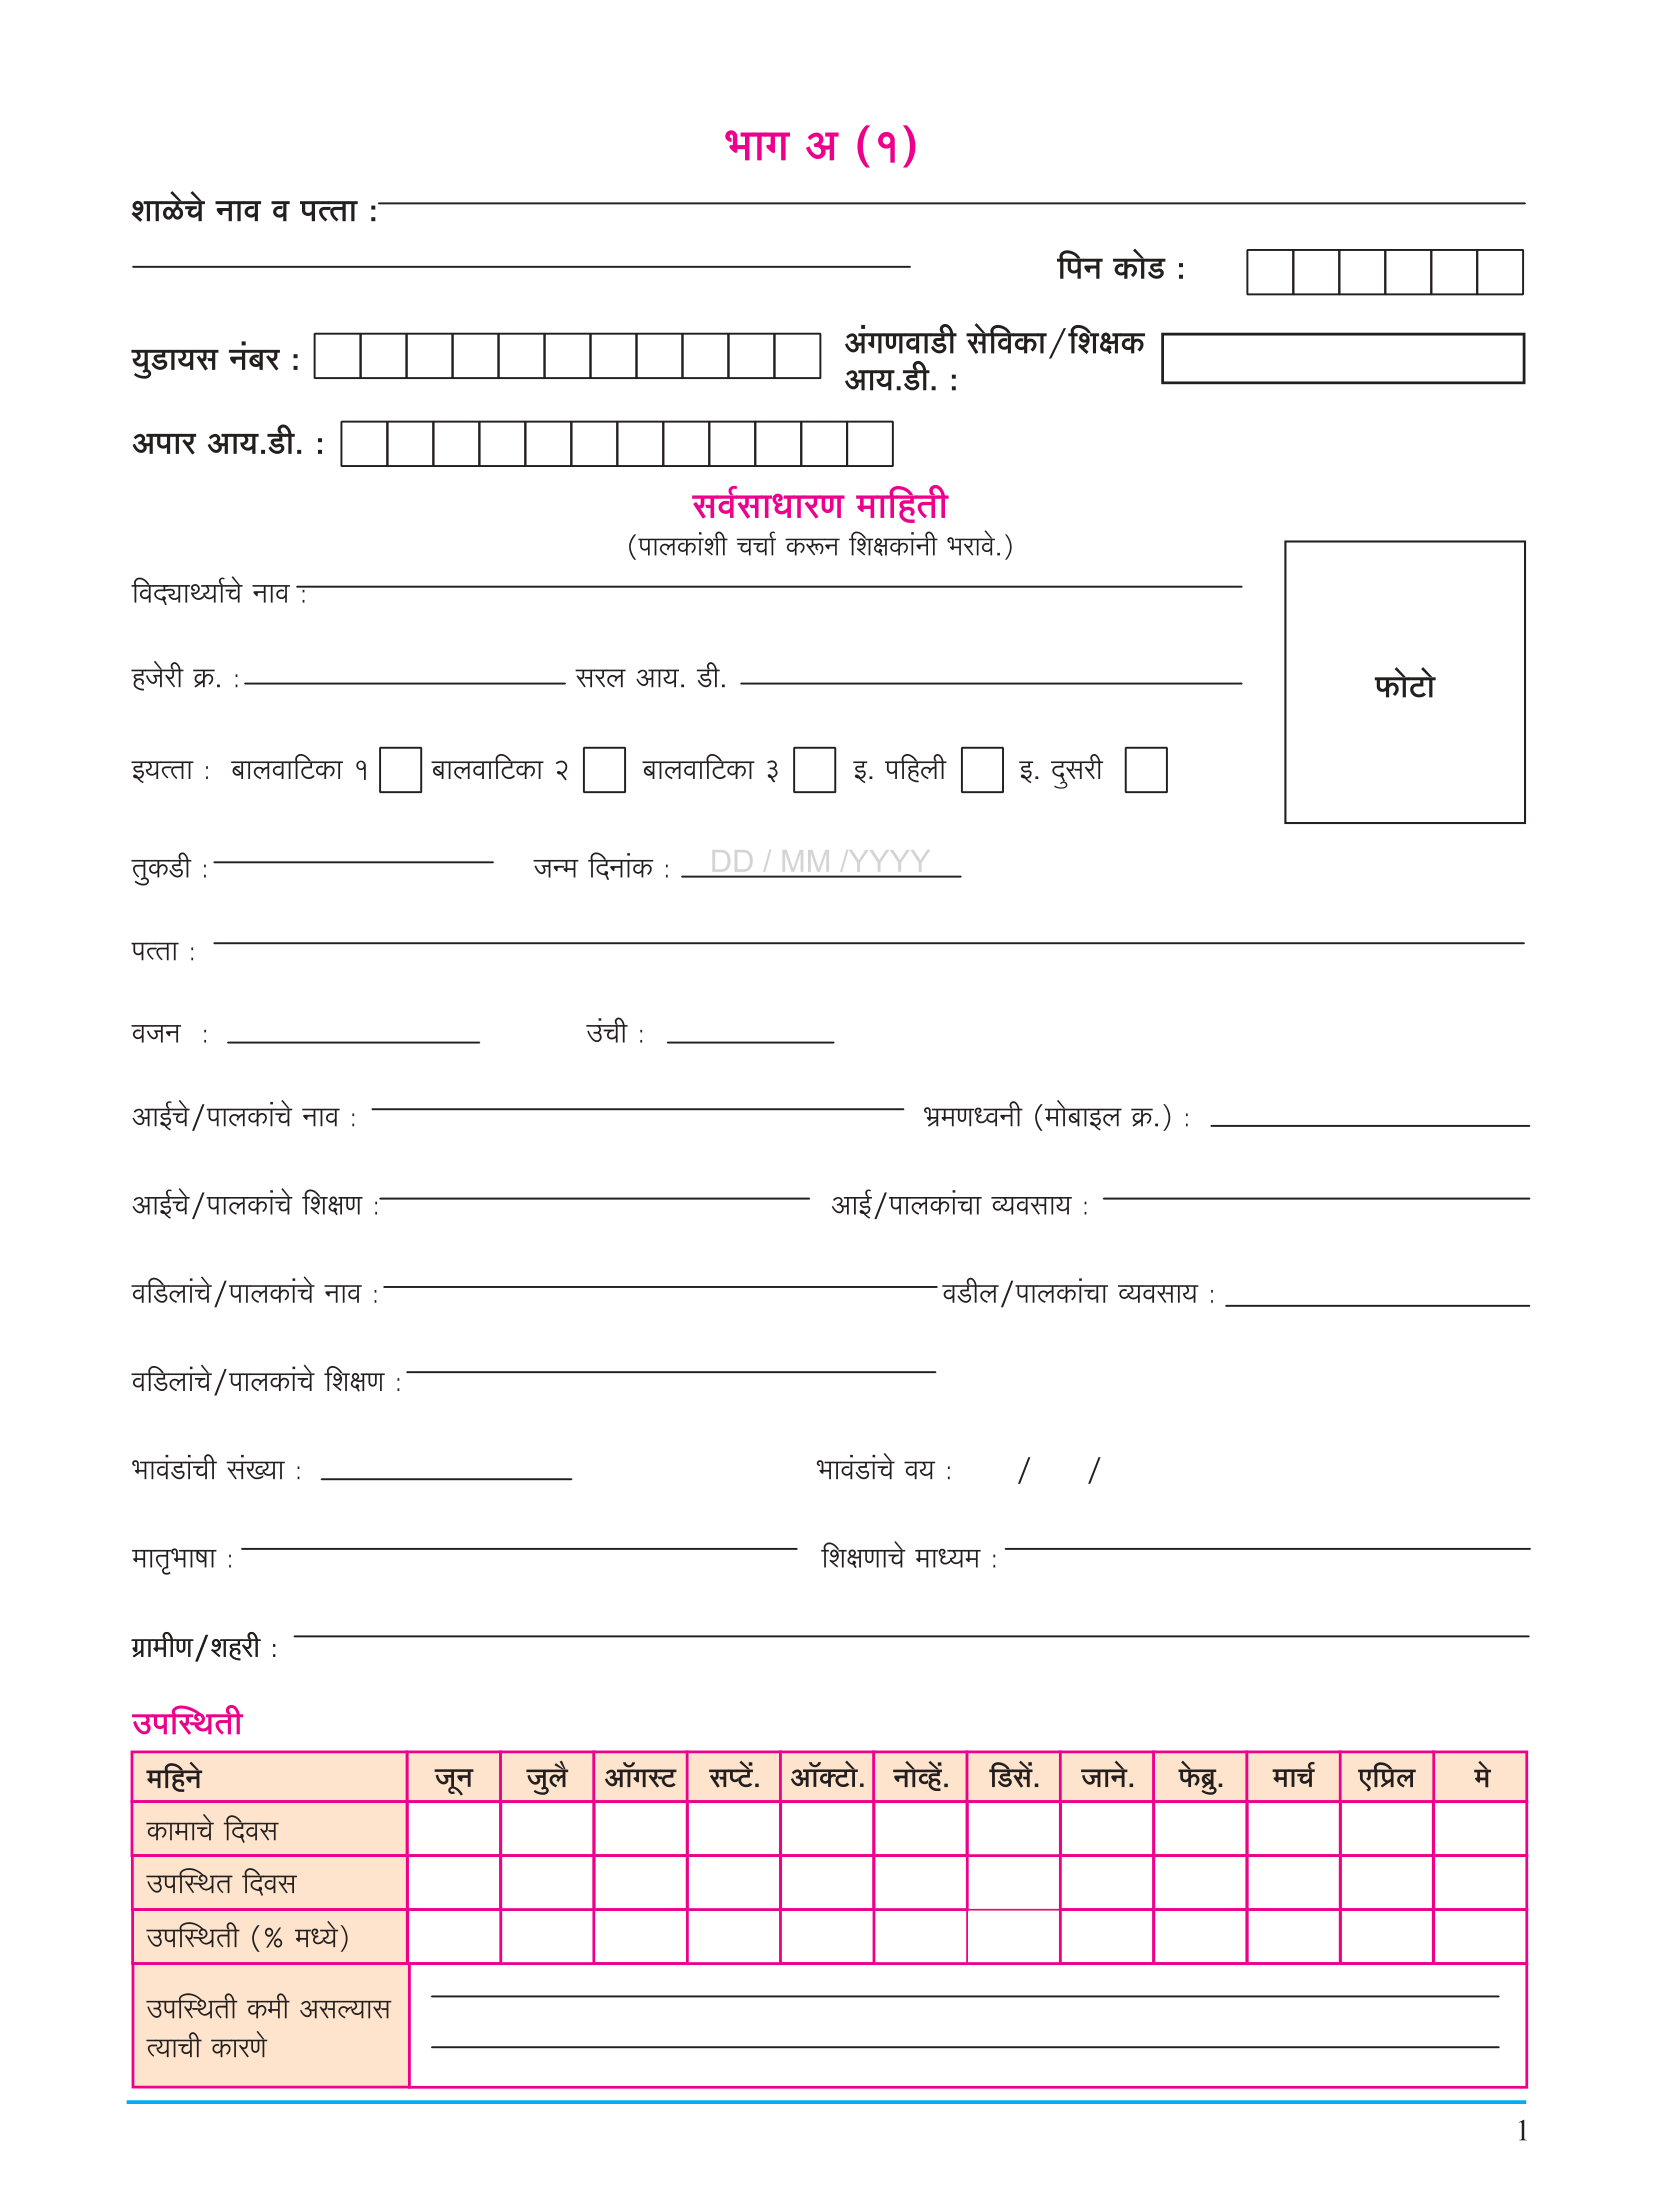 भाग अ (१)
शाळेचे नाव व पत्ता :
पिन कोड :
युडायस नंबर :
अंगणवाडी सेविका/शिक्षक
आय.डी. :
अपार आय.डी. :
सर्वसाधारण माहिती
(पालकांशी चर्चा करून शिक्षकांनी भरावे.)
विद्यार्थ्याचे नाव :
हजेरी क्र. : सरल आय. डी.
फोटो
इयत्ता : बालवाटिका १ बालवाटिका २ बालवाटिका ३ इ. पहिली इ. दुसरी
तुकडी : जन्म दिनांक : DD / MM /YYYY
पत्ता :
वजन : उंची :
आईचे/पालकांचे नाव : भ्रमणध्वनी (मोबाइल क्र.) :
आईचे/पालकांचे शिक्षण : आई/पालकांचा व्यवसाय :
वडिलांचे/पालकांचे नाव : वडील/पालकांचा व्यवसाय :
वडिलांचे/पालकांचे शिक्षण :
भावंडांची संख्या : भावंडांचे वय : / /
मातृभाषा : शिक्षणाचे माध्यम :
ग्रामीण/शहरी :
उपस्थिती
महिने जून जुलै ऑगस्ट सप्टें. ऑक्टो. नोव्हें. डिसें. जाने. फेब्रु. मार्च एप्रिल मे
कामाचे दिवस
उपस्थित दिवस
उपस्थिती (% मध्ये)
उपस्थिती कमी असल्यास
त्याची कारणे
1